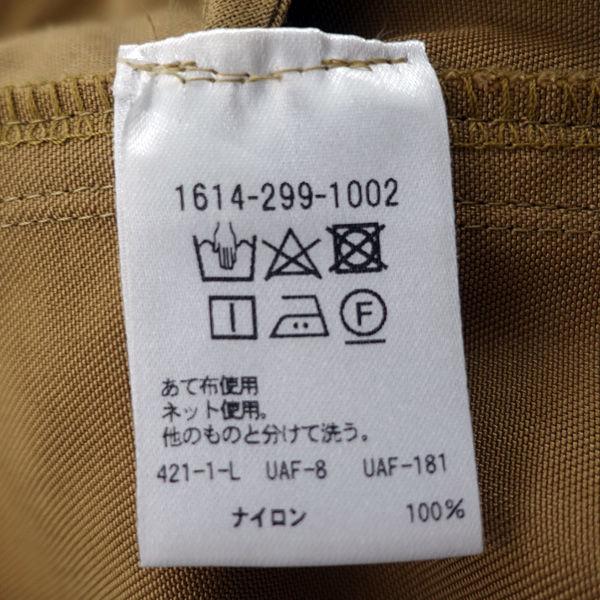 1614-299-1002
F
あて布使用
ネット使用。
他のものと分けて洗う。
421-1-L UAF-8 UAF-181
ナイロン 100%